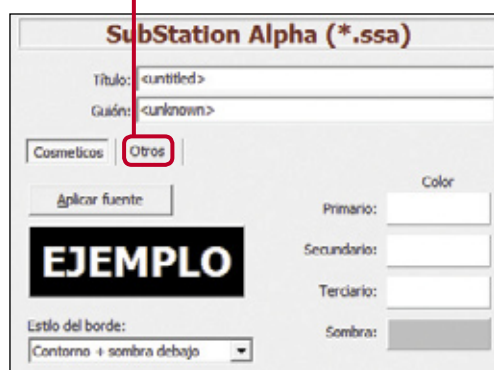 SubStation Alpha (*.ssa)
Título: <untitled>
Guión: <unknown>
Cosmeticos Otros
Color
Aplicar fuente
Primario:
EJEMPLO
Secundario:
Terciario:
Estilo del borde:
Sombra:
Contorno + sombra debajo